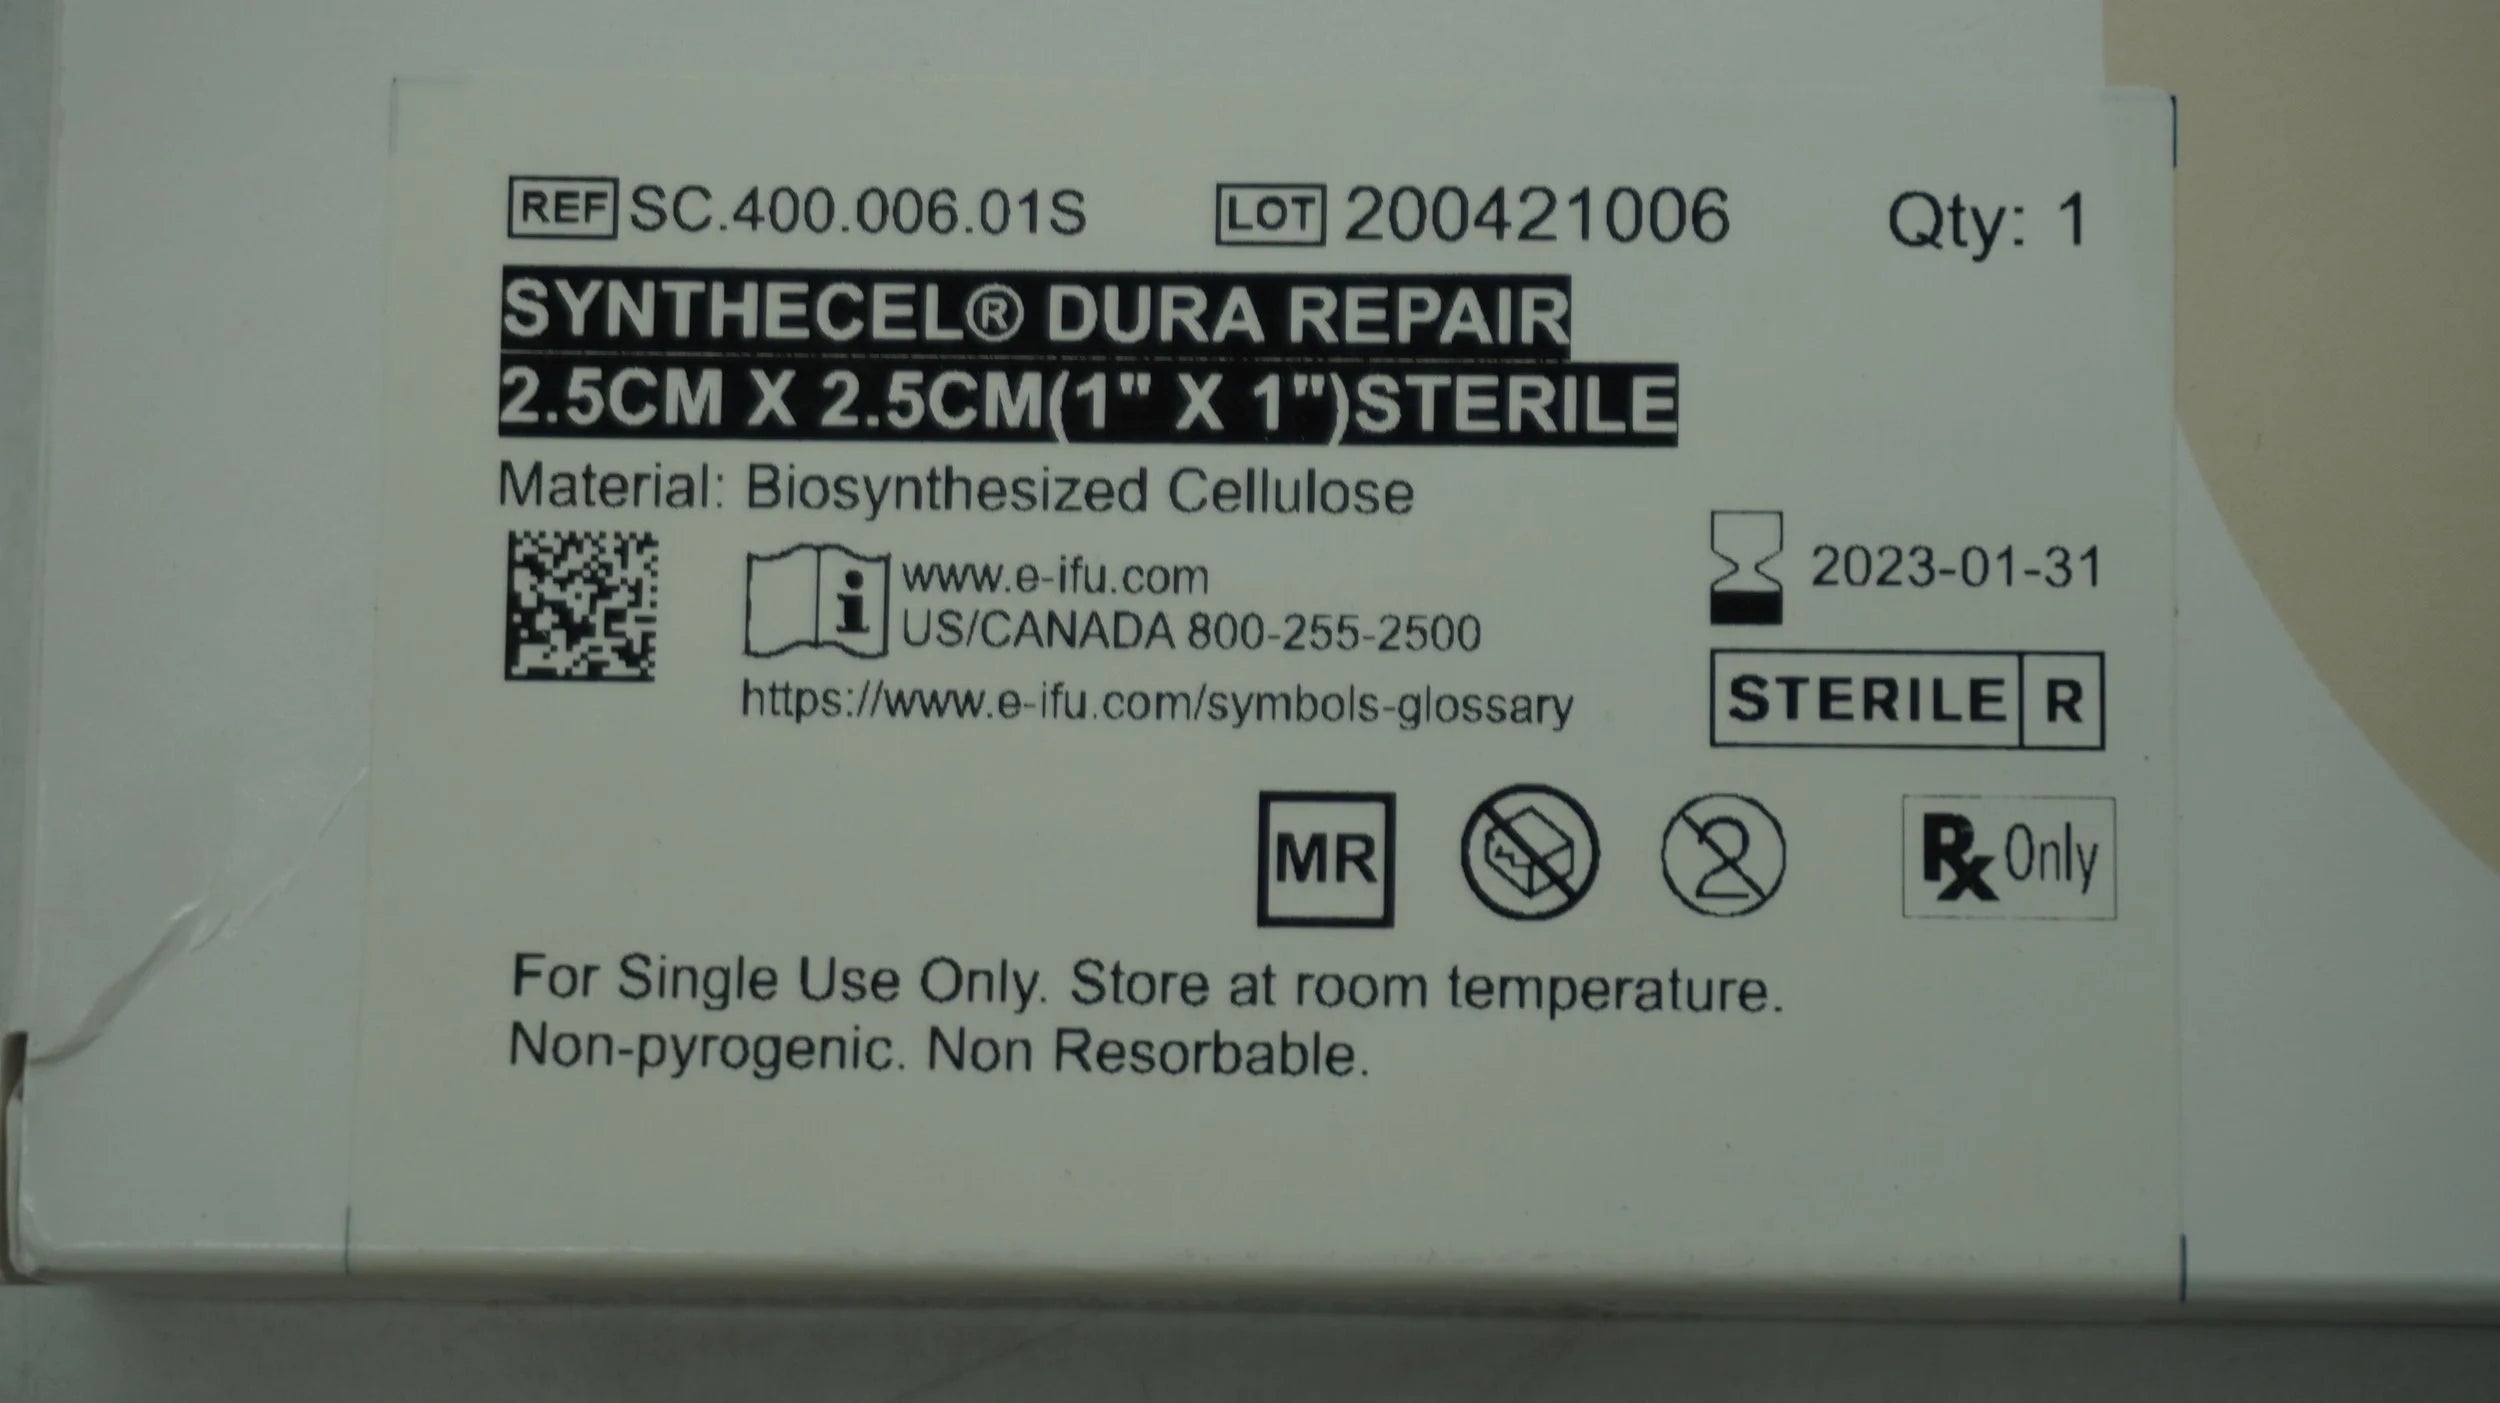 REF SC.400.006.01S LOT 200421006 Qty: 1
SYNTHECEL® DURA REPAIR
2.5CM X 2.5CM(1" X 1")STERILE
Material: Biosynthesized Cellulose
www.e-ifu.com
US/CANADA 800-255-2500
https://www.e-ifu.com/symbols-glossary
2023-01-31
STERILE R
MR 2 Rx Only
For Single Use Only. Store at room temperature.
Non-pyrogenic. Non Resorbable.